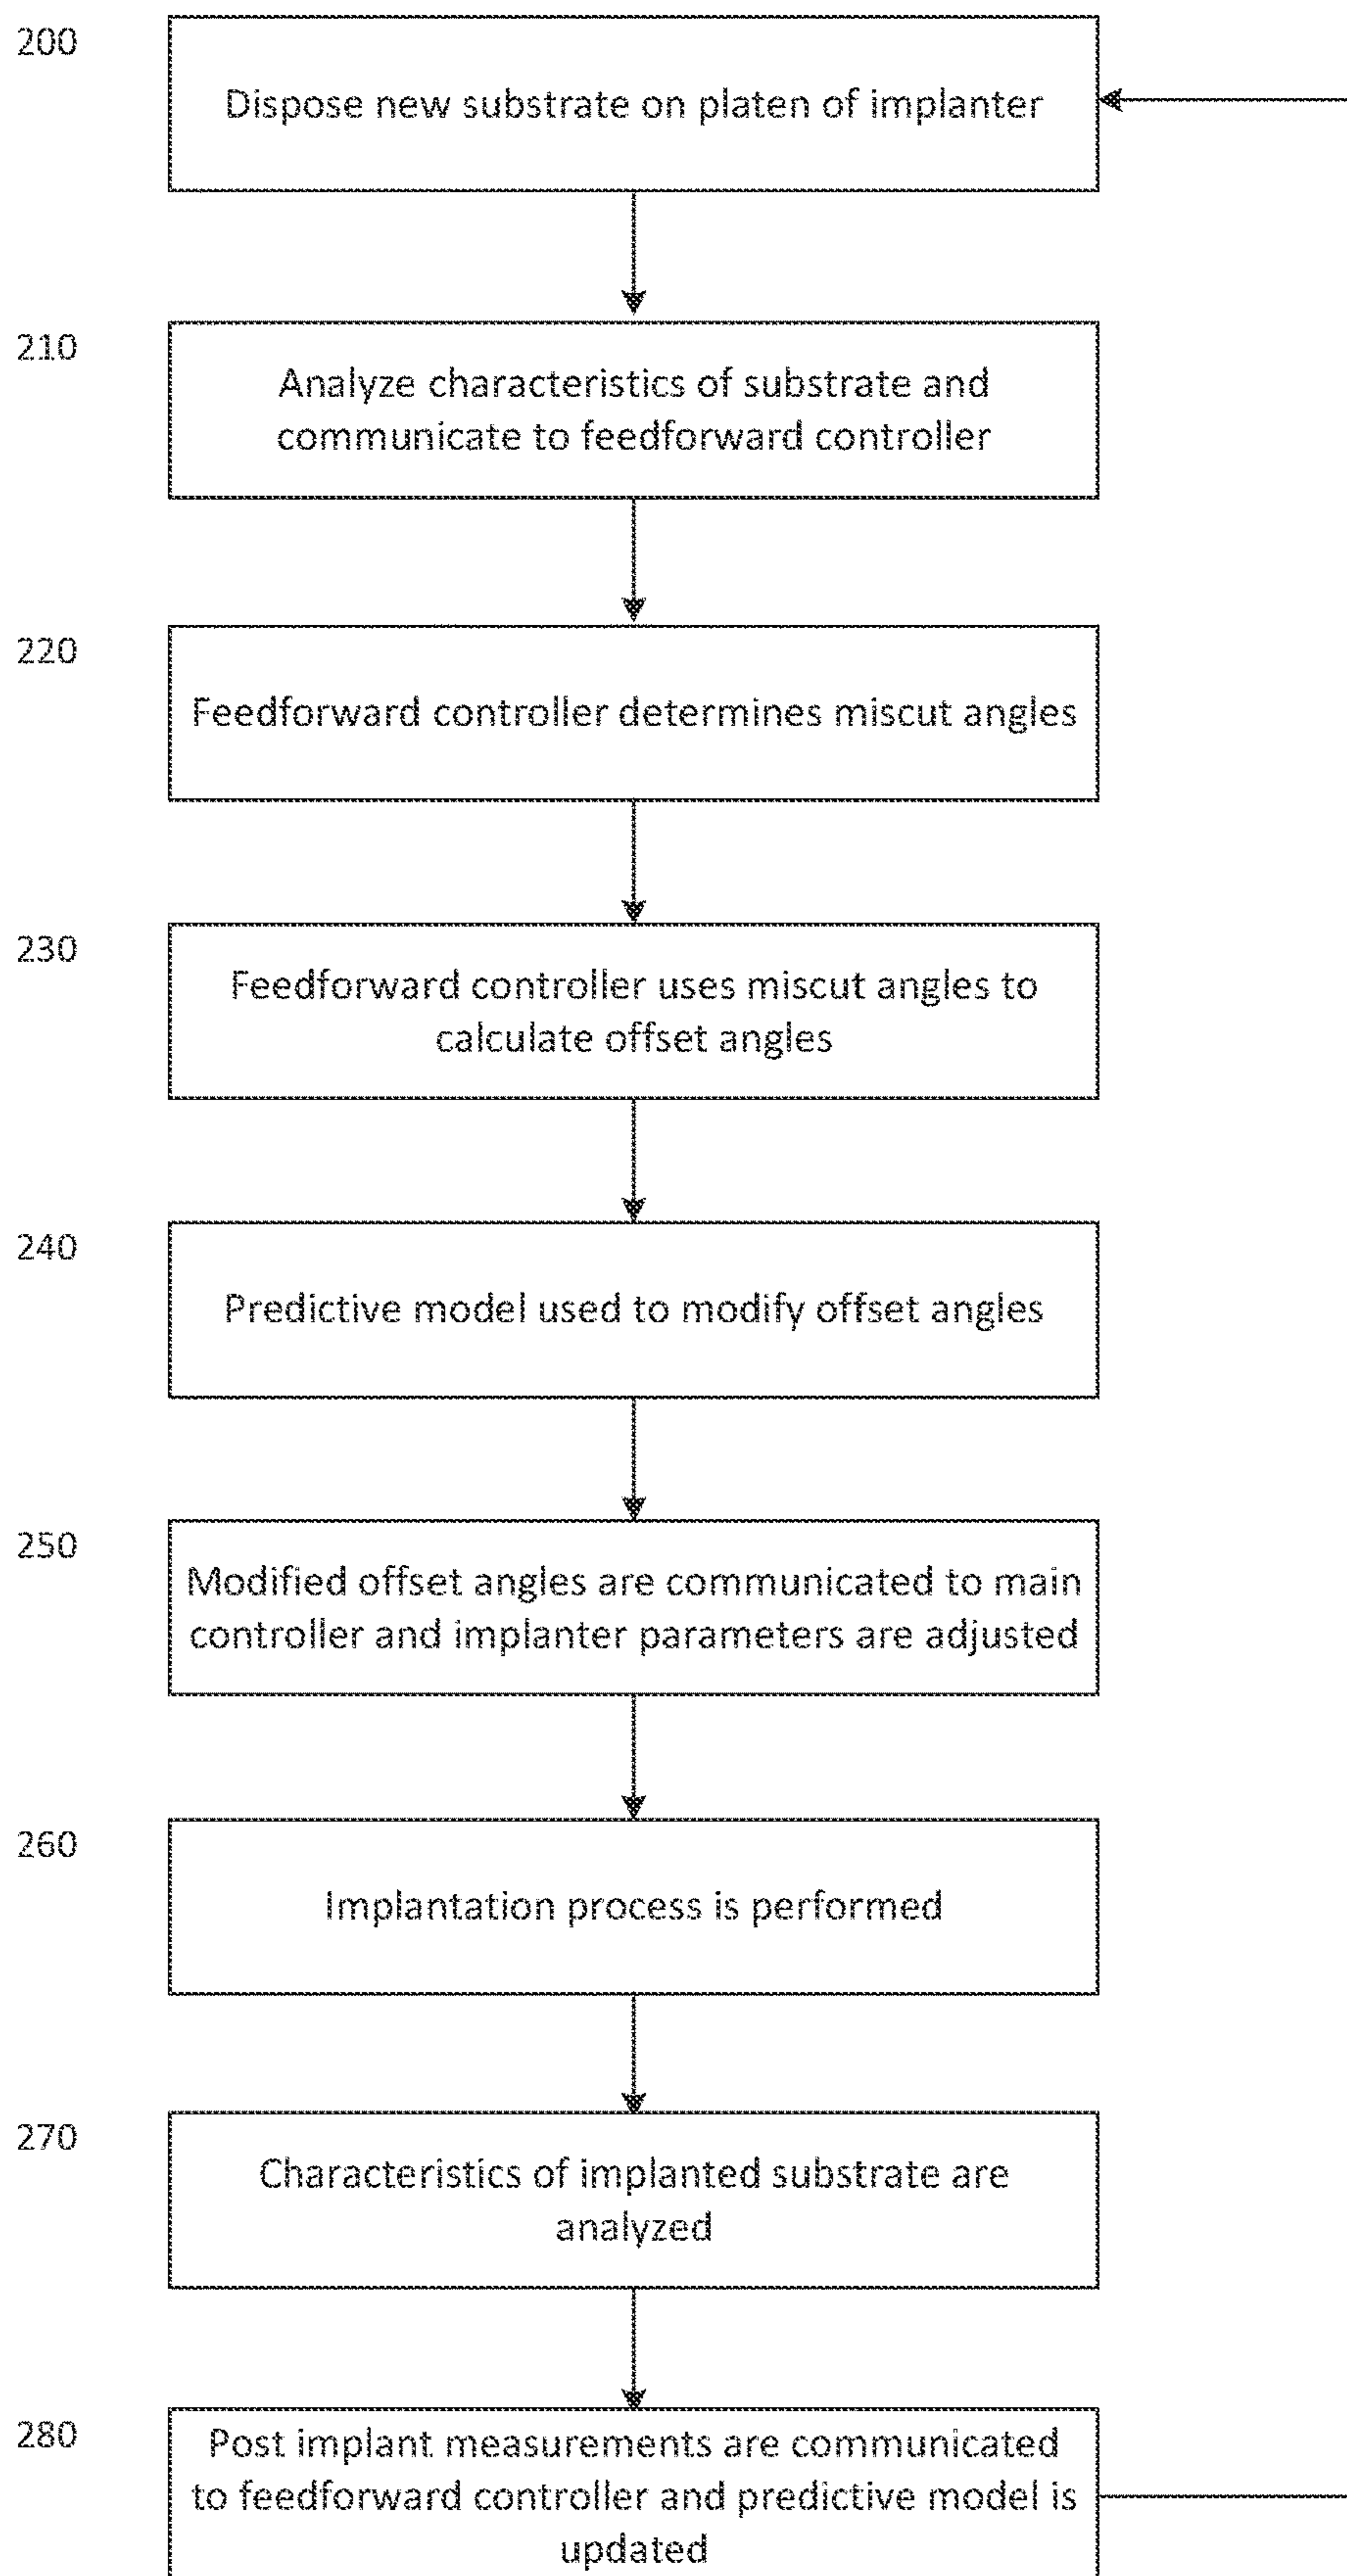 200
Dispose new substrate on platen of implanter
210
Analyze characteristics of substrate and
communicate to feedforward controller
220
Feedforward controller determines miscut angles
230
Feedforward controller uses miscut angles to
calculate offset angles
240
Predictive model used to modify offset angles
250
Modified offset angles are communicated to main
controller and implanter parameters are adjusted
260
Implantation process is performed
270
Characteristics of implanted substrate are
analyzed
280
Post implant measurements are communicated
to feedforward controller and predictive model is
updated